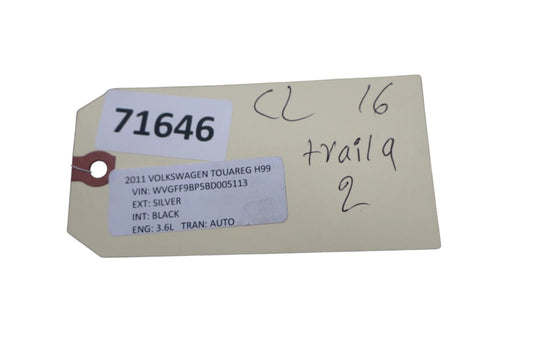 71646
CL 16
traila
2
2011 VOLKSWAGEN TOUAREG H99
VIN: WVGFF9BP5BD005113
EXT: SILVER
INT: BLACK
ENG: 3.6L TRAN: AUTO